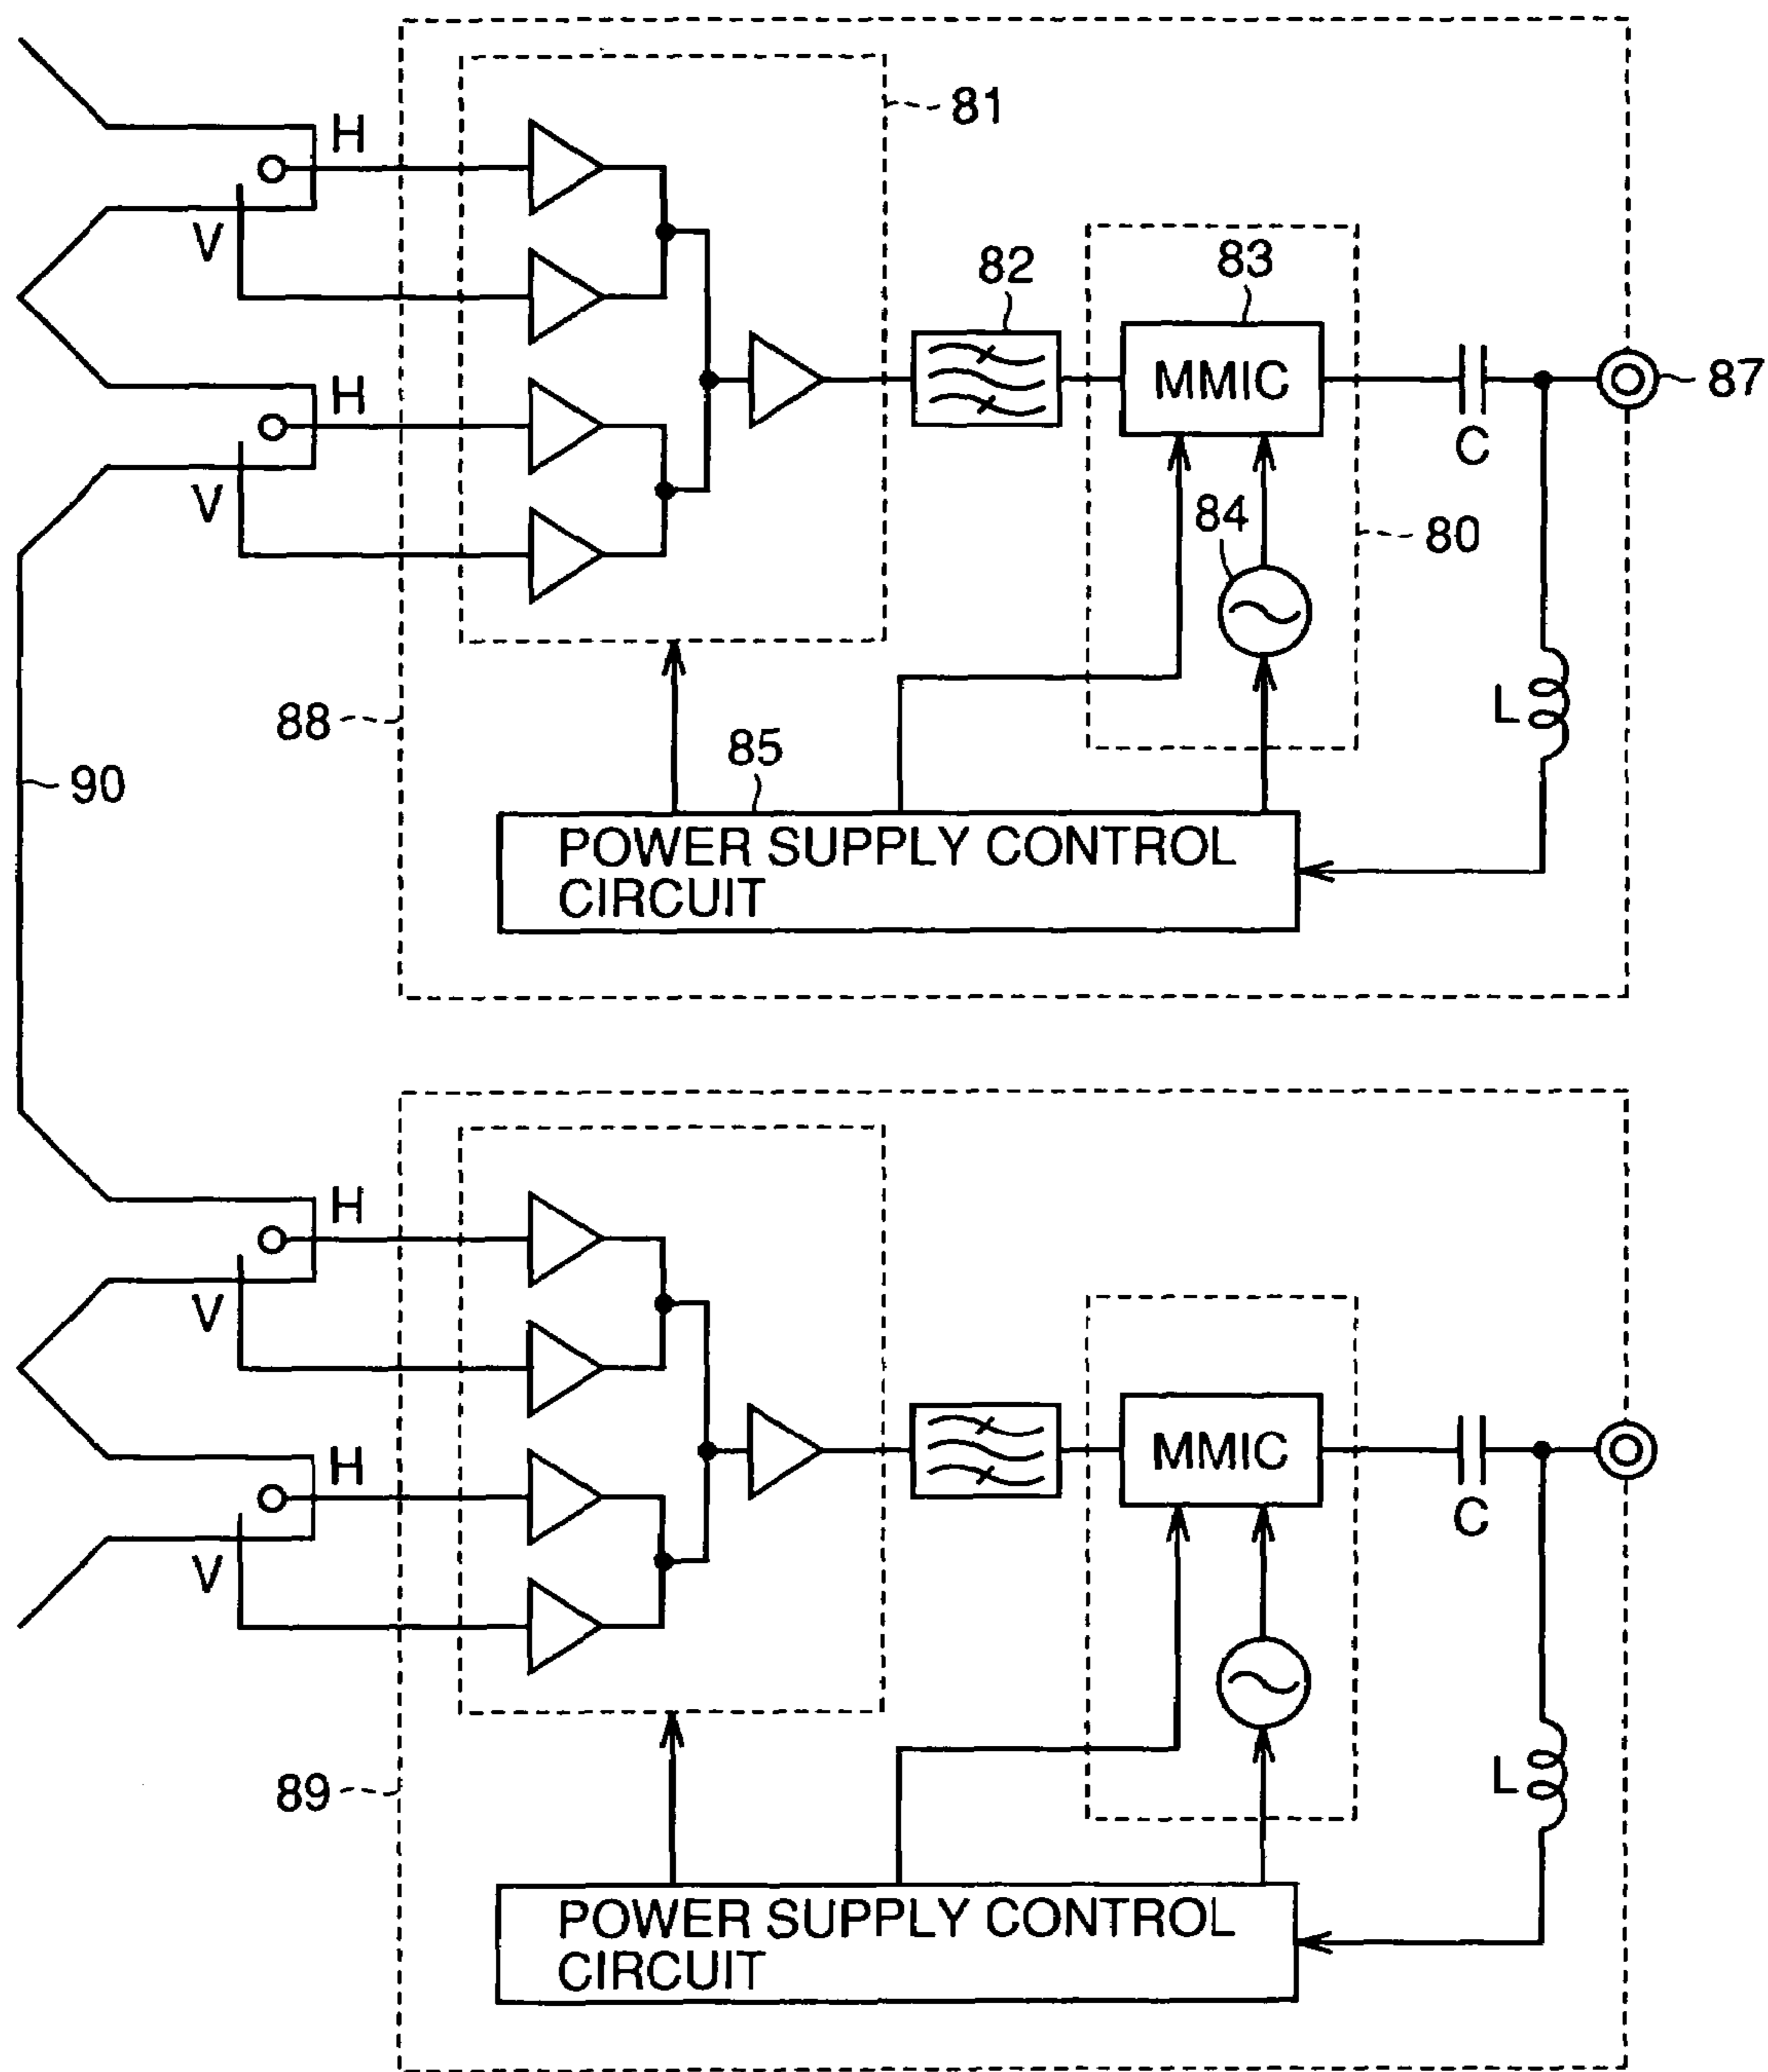 81
H
V
82
83
H
MMIC
87
V
C
84
80
88
L
85
90
POWER SUPPLY CONTROL
CIRCUIT
H
V
H
MMIC
V
C
89
L
POWER SUPPLY CONTROL
CIRCUIT